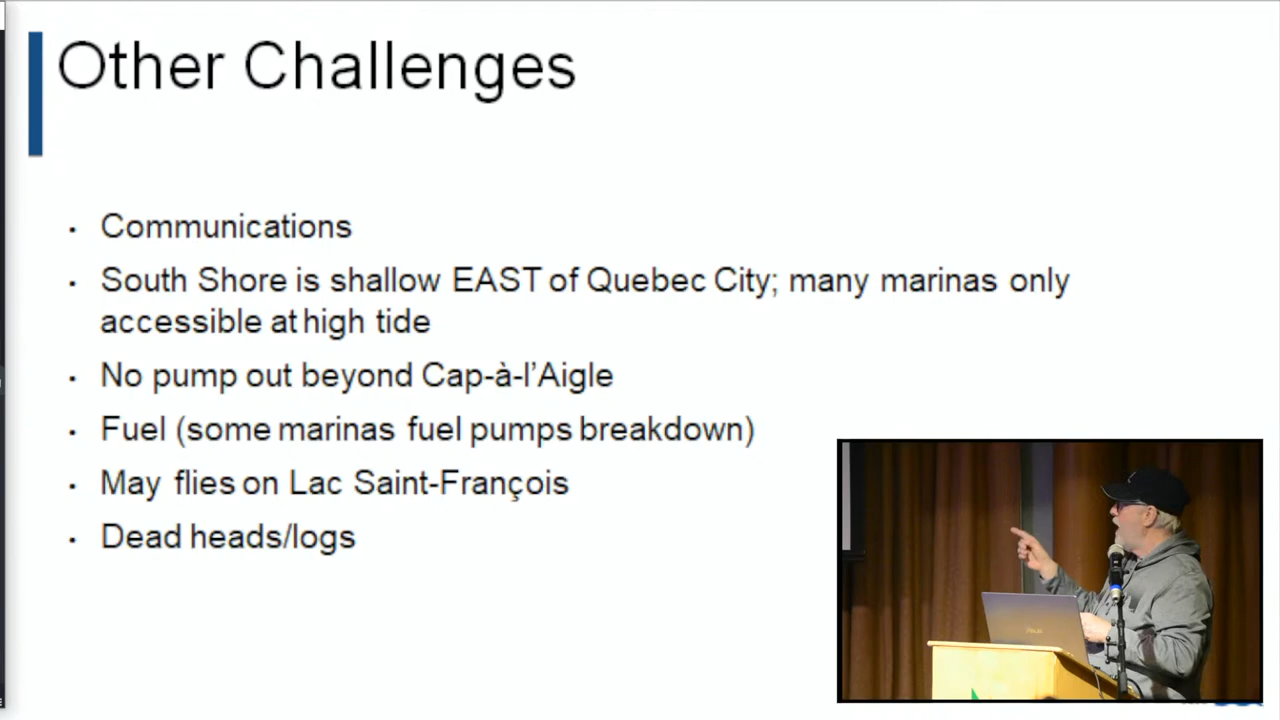 Other Challenges
Communications
South Shore is shallow EAST of Quebec City; many marinas only
accessible at high tide
No pump out beyond Cap-à-l’Aigle
Fuel (some marinas fuel pumps breakdown)
May flies on Lac Saint-François
Dead heads/logs